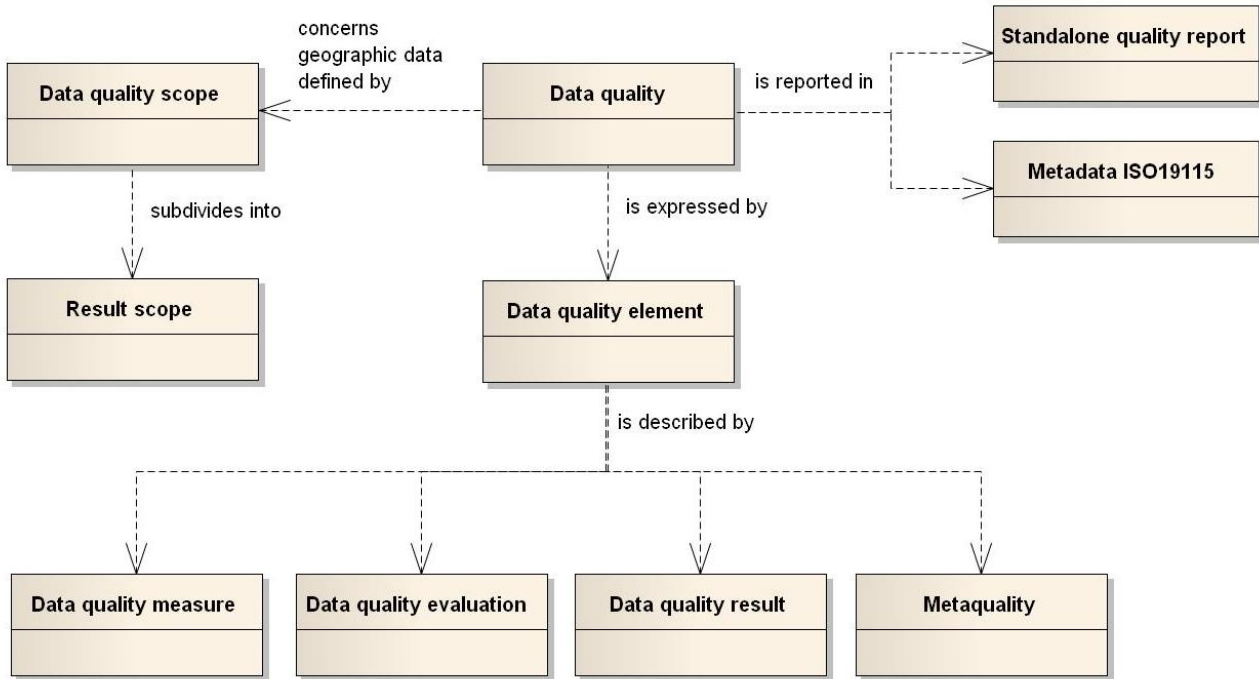 concerns
geographic data
defined by
Standalone quality report
Data quality scope
Data quality
is reported in
Metadata ISO19115
subdivides into
is expressed by
Result scope
Data quality element
is described by
Data quality measure
Data quality evaluation
Data quality result
Metaquality